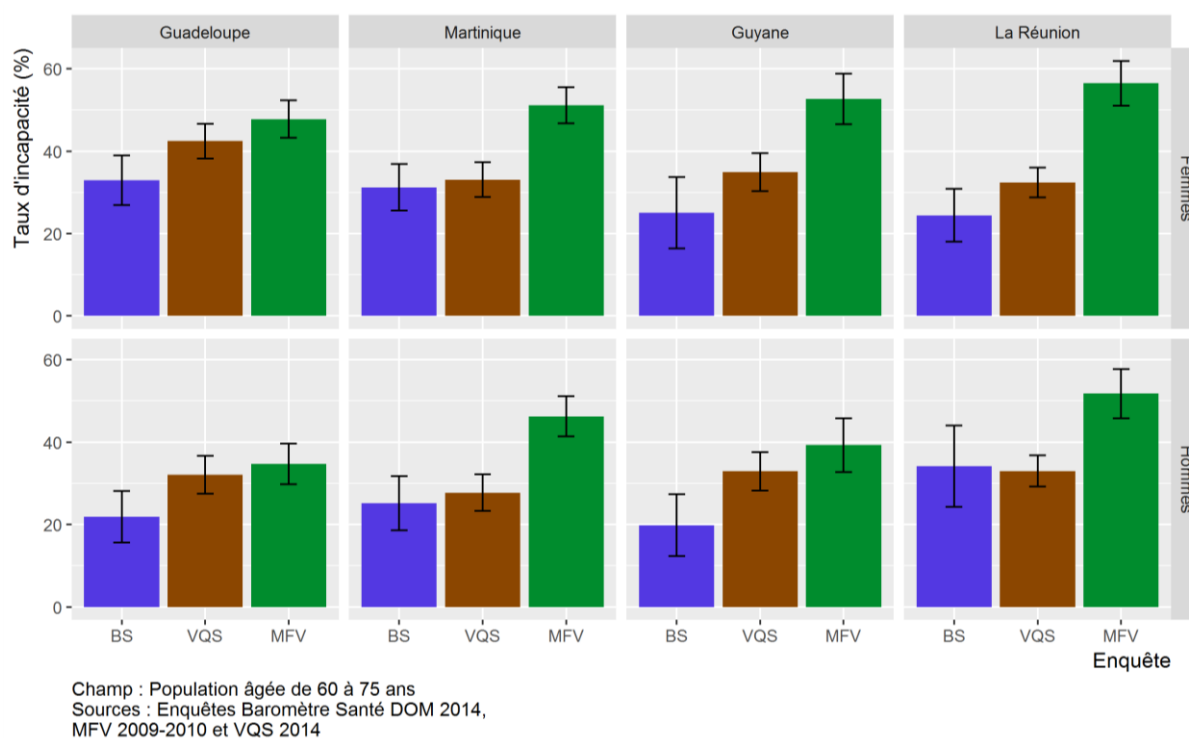 Guadeloupe
Martinique
Guyane
La Réunion
Taux d'incapacité (%)
60
40
20
0
Femmes
60
40
20
0
Hommes
BS
VQS
MFV
BS
VQS
MFV
BS
VQS
MFV
BS
VQS
MFV
Enquête
Champ : Population âgée de 60 à 75 ans
Sources : Enquêtes Baromètre Santé DOM 2014,
MFV 2009-2010 et VQS 2014